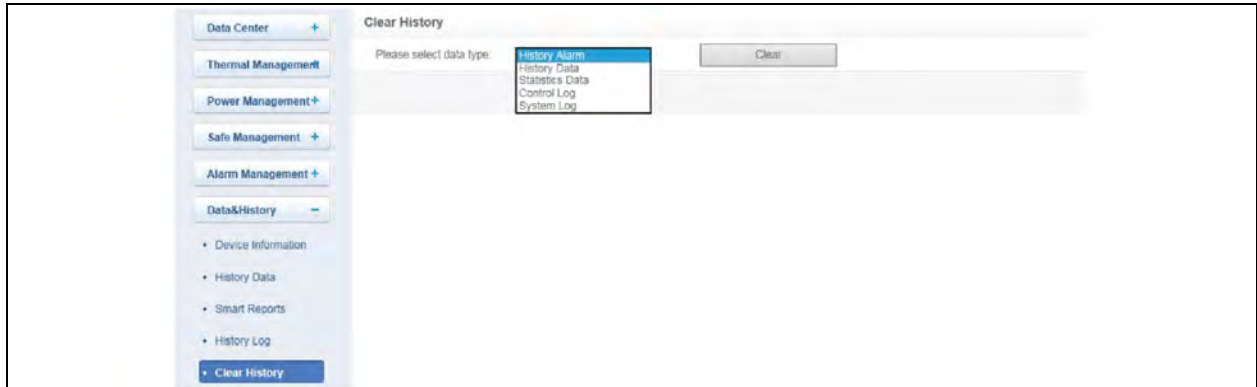 Data Center +
Thermal Management
Power Management+
Safe Management +
Alarm Management +
Data&History −
• Device Information
• History Data
• Smart Reports
• History Log
• Clear History
Clear History
Please select data type:
History Alarm
History Data
Statistics Data
Control Log
System Log
Clear